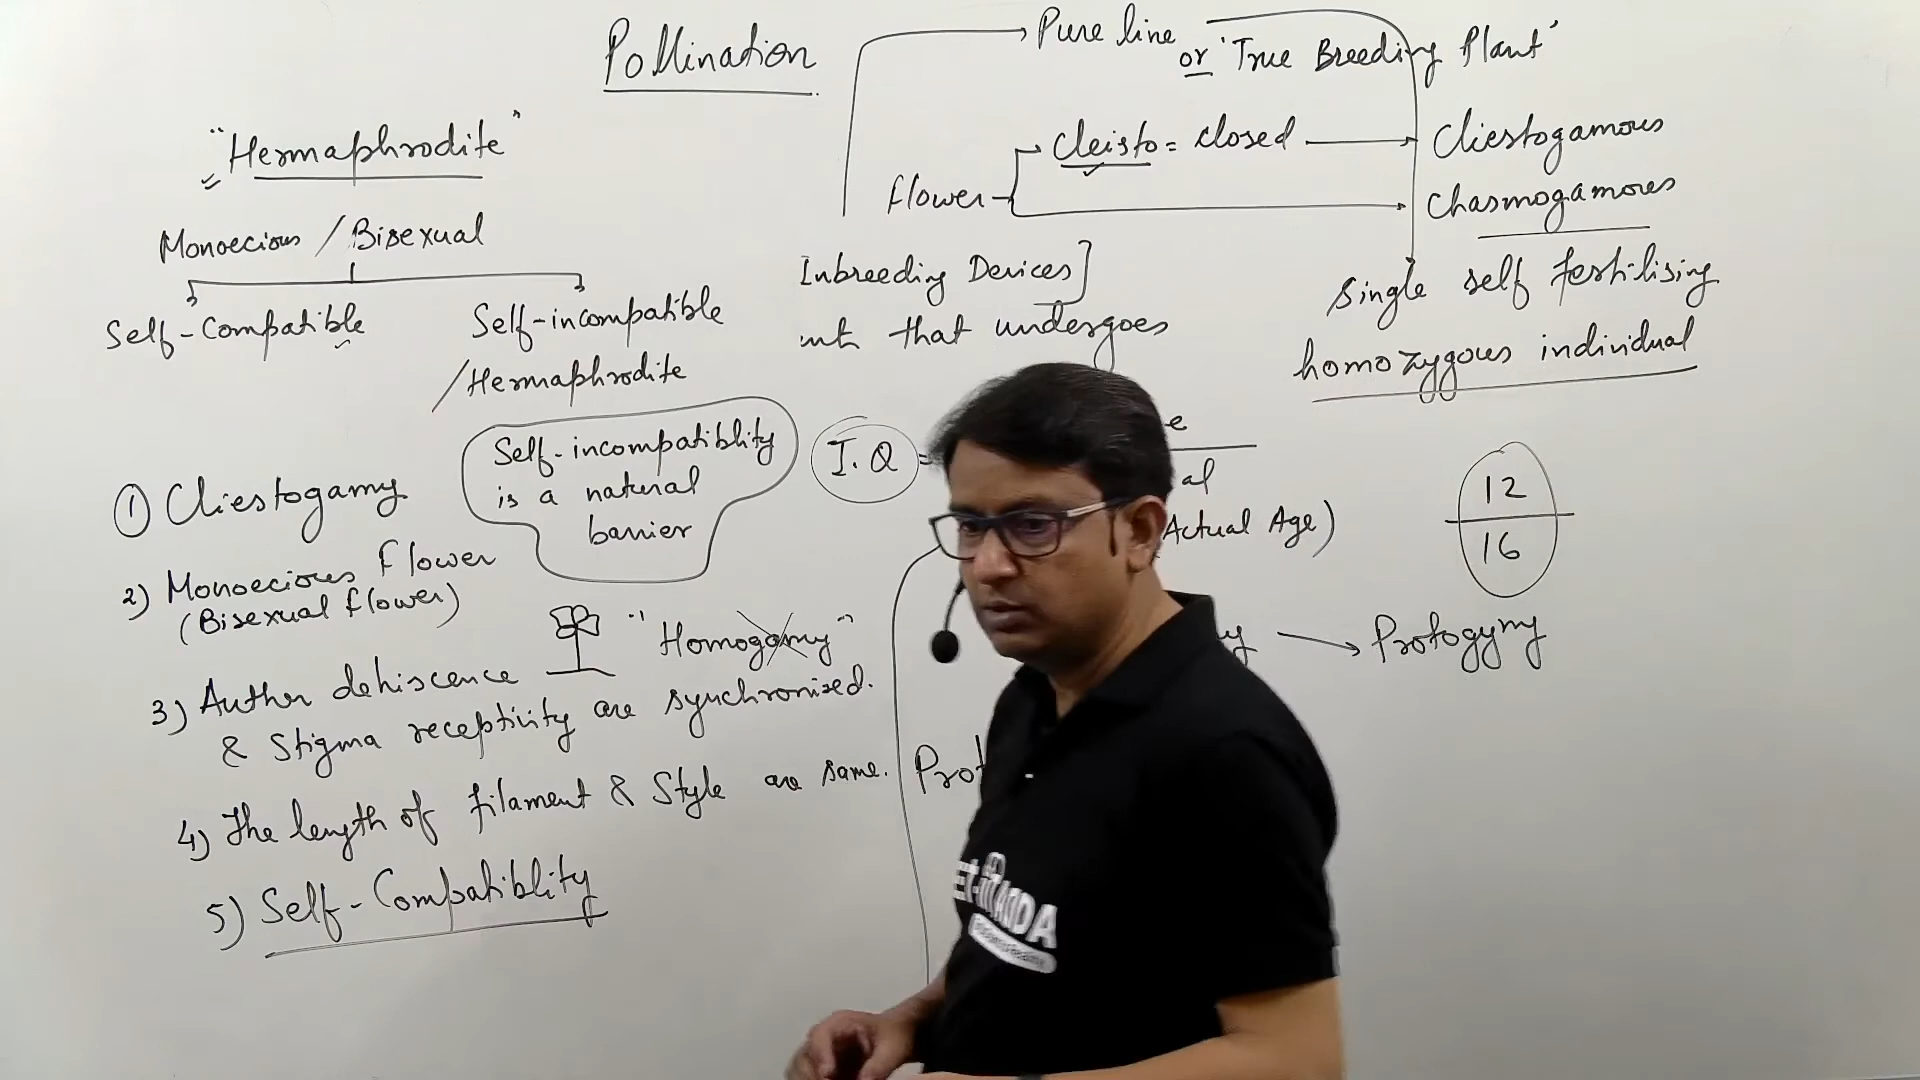 Pollination
"Hermaphrodite"
Monoecious / Bisexual
Self-Compatible
Self-incompatible
/Hermaphrodite
Self-incompatiblity
is a natural
barrier
① Cliestogamy
2) Monoecious flower
(Bisexual flower)
3) Anther dehiscence
"Homogamy"
& Stigma receptivity are synchronised.
4) The length of filament & Style are same.
5) Self-Compatiblity
Pure line
or 'True Breeding Plant'
flower
Cleisto = closed
Cliestogamous
Chasmogamous
Inbreeding Devices]
that undergoes
single self fertilising
homozygous individual
I.Q =
Actual Age)
12
16
Protogyny
ADDA